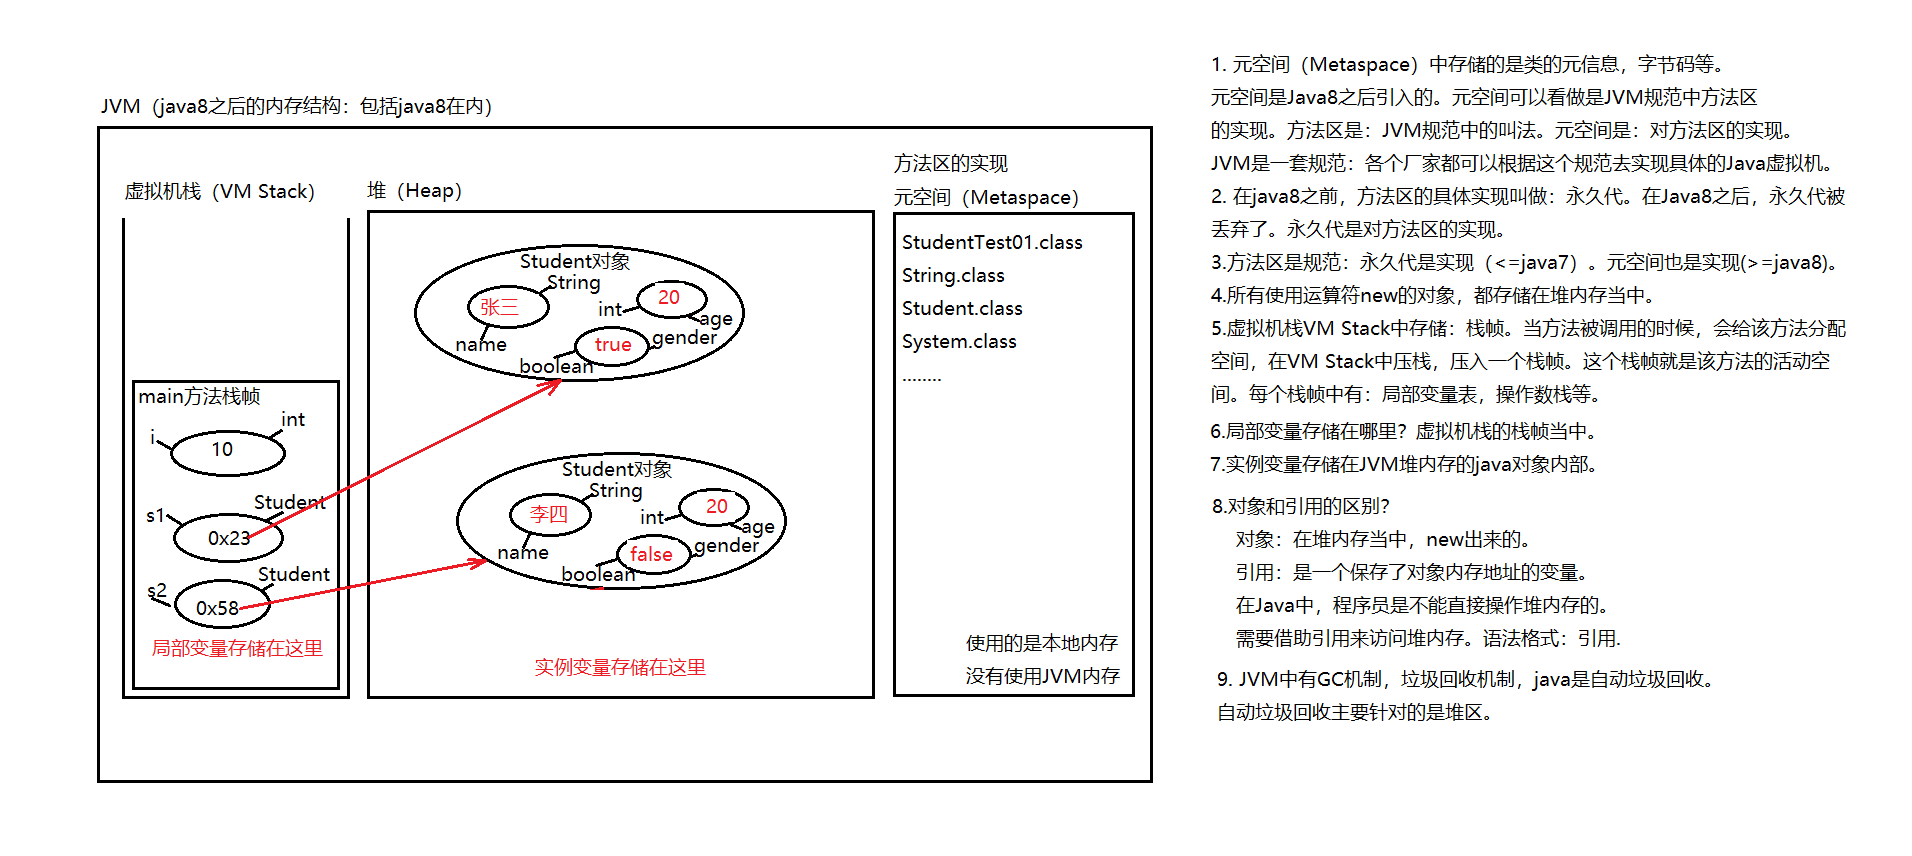 JVM（java8之后的内存结构：包括java8在内）
虚拟机栈（VM Stack）
main方法栈帧
int
i
10
Student
s1
0x23
Student
s2
0x58
局部变量存储在这里
堆（Heap）
Student对象
String
张三
name
int
20
age
true
gender
boolean
Student对象
String
李四
name
int
20
age
false
gender
boolean
实例变量存储在这里
方法区的实现
元空间（Metaspace）
StudentTest01.class
String.class
Student.class
System.class
........
使用的是本地内存
没有使用JVM内存
1. 元空间（Metaspace）中存储的是类的元信息，字节码等。
元空间是Java8之后引入的。元空间可以看做是JVM规范中方法区
的实现。方法区是：JVM规范中的叫法。元空间是：对方法区的实现。
JVM是一套规范：各个厂家都可以根据这个规范去实现具体的Java虚拟机。
2. 在java8之前，方法区的具体实现叫做：永久代。在Java8之后，永久代被
丢弃了。永久代是对方法区的实现。
3.方法区是规范：永久代是实现（<=java7）。元空间也是实现(>=java8)。
4.所有使用运算符new的对象，都存储在堆内存当中。
5.虚拟机栈VM Stack中存储：栈帧。当方法被调用的时候，会给该方法分配
空间，在VM Stack中压栈，压入一个栈帧。这个栈帧就是该方法的活动空
间。每个栈帧中有：局部变量表，操作数栈等。
6.局部变量存储在哪里？虚拟机栈的栈帧当中。
7.实例变量存储在JVM堆内存的java对象内部。
8.对象和引用的区别？
对象：在堆内存当中，new出来的。
引用：是一个保存了对象内存地址的变量。
在Java中，程序员是不能直接操作堆内存的。
需要借助引用来访问堆内存。语法格式：引用.
9. JVM中有GC机制，垃圾回收机制，java是自动垃圾回收。
自动垃圾回收主要针对的是堆区。